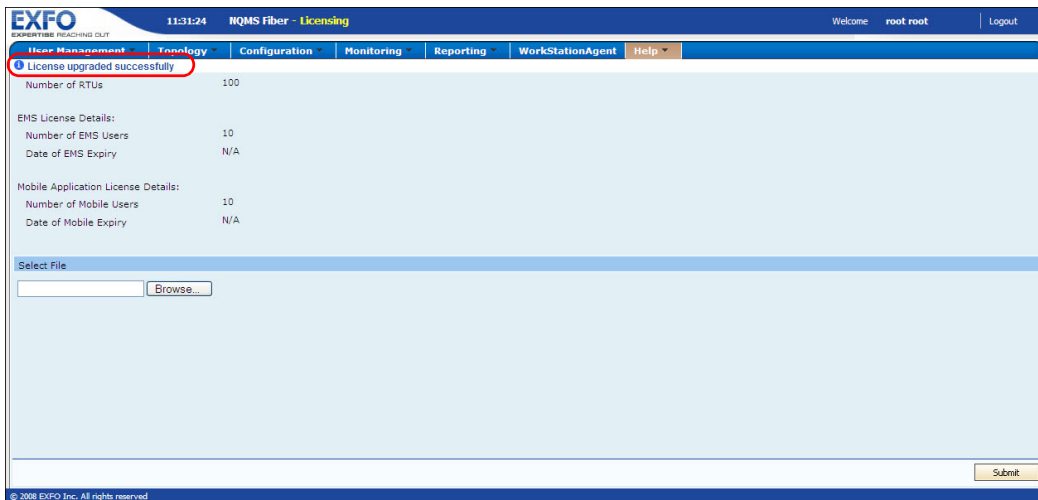 EXFO
EXPERTISE REACHING OUT
11:31:24 NQMS Fiber - Licensing Welcome root root Logout
User Management Topology Configuration Monitoring Reporting WorkStationAgent Help
License upgraded successfully
Number of RTUs 100
EMS License Details:
Number of EMS Users 10
Date of EMS Expiry N/A
Mobile Application License Details:
Number of Mobile Users 10
Date of Mobile Expiry N/A
Select File
Browse...
Submit
© 2008 EXFO Inc. All rights reserved